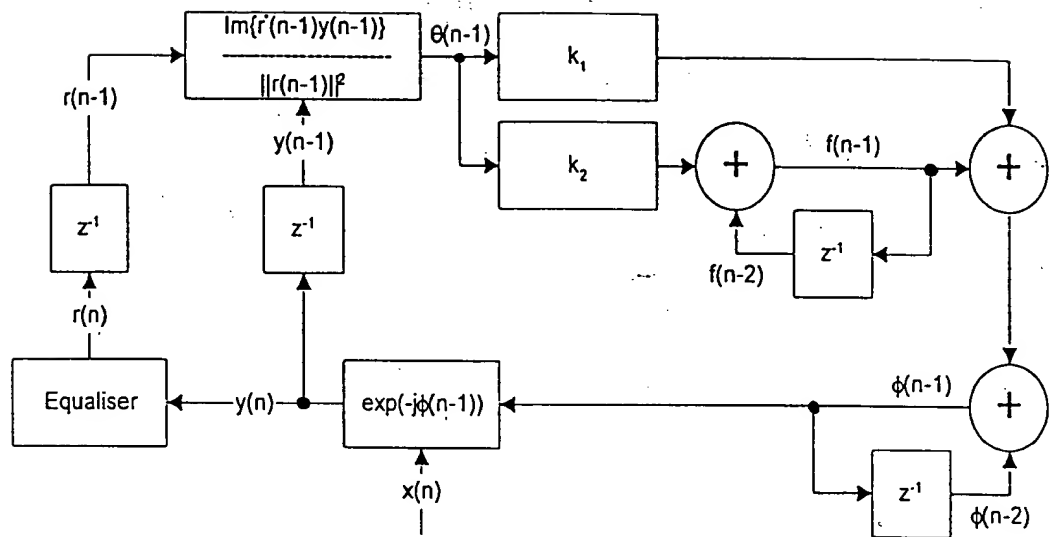 Im{r*(n-1)y(n-1)}
||r(n-1)||²
θ(n-1)
k₁
r(n-1)
y(n-1)
k₂
+
f(n-1)
+
z⁻¹
z⁻¹
z⁻¹
f(n-2)
r(n)
Equaliser
y(n)
exp(-jϕ(n-1))
ϕ(n-1)
+
x(n)
z⁻¹
ϕ(n-2)